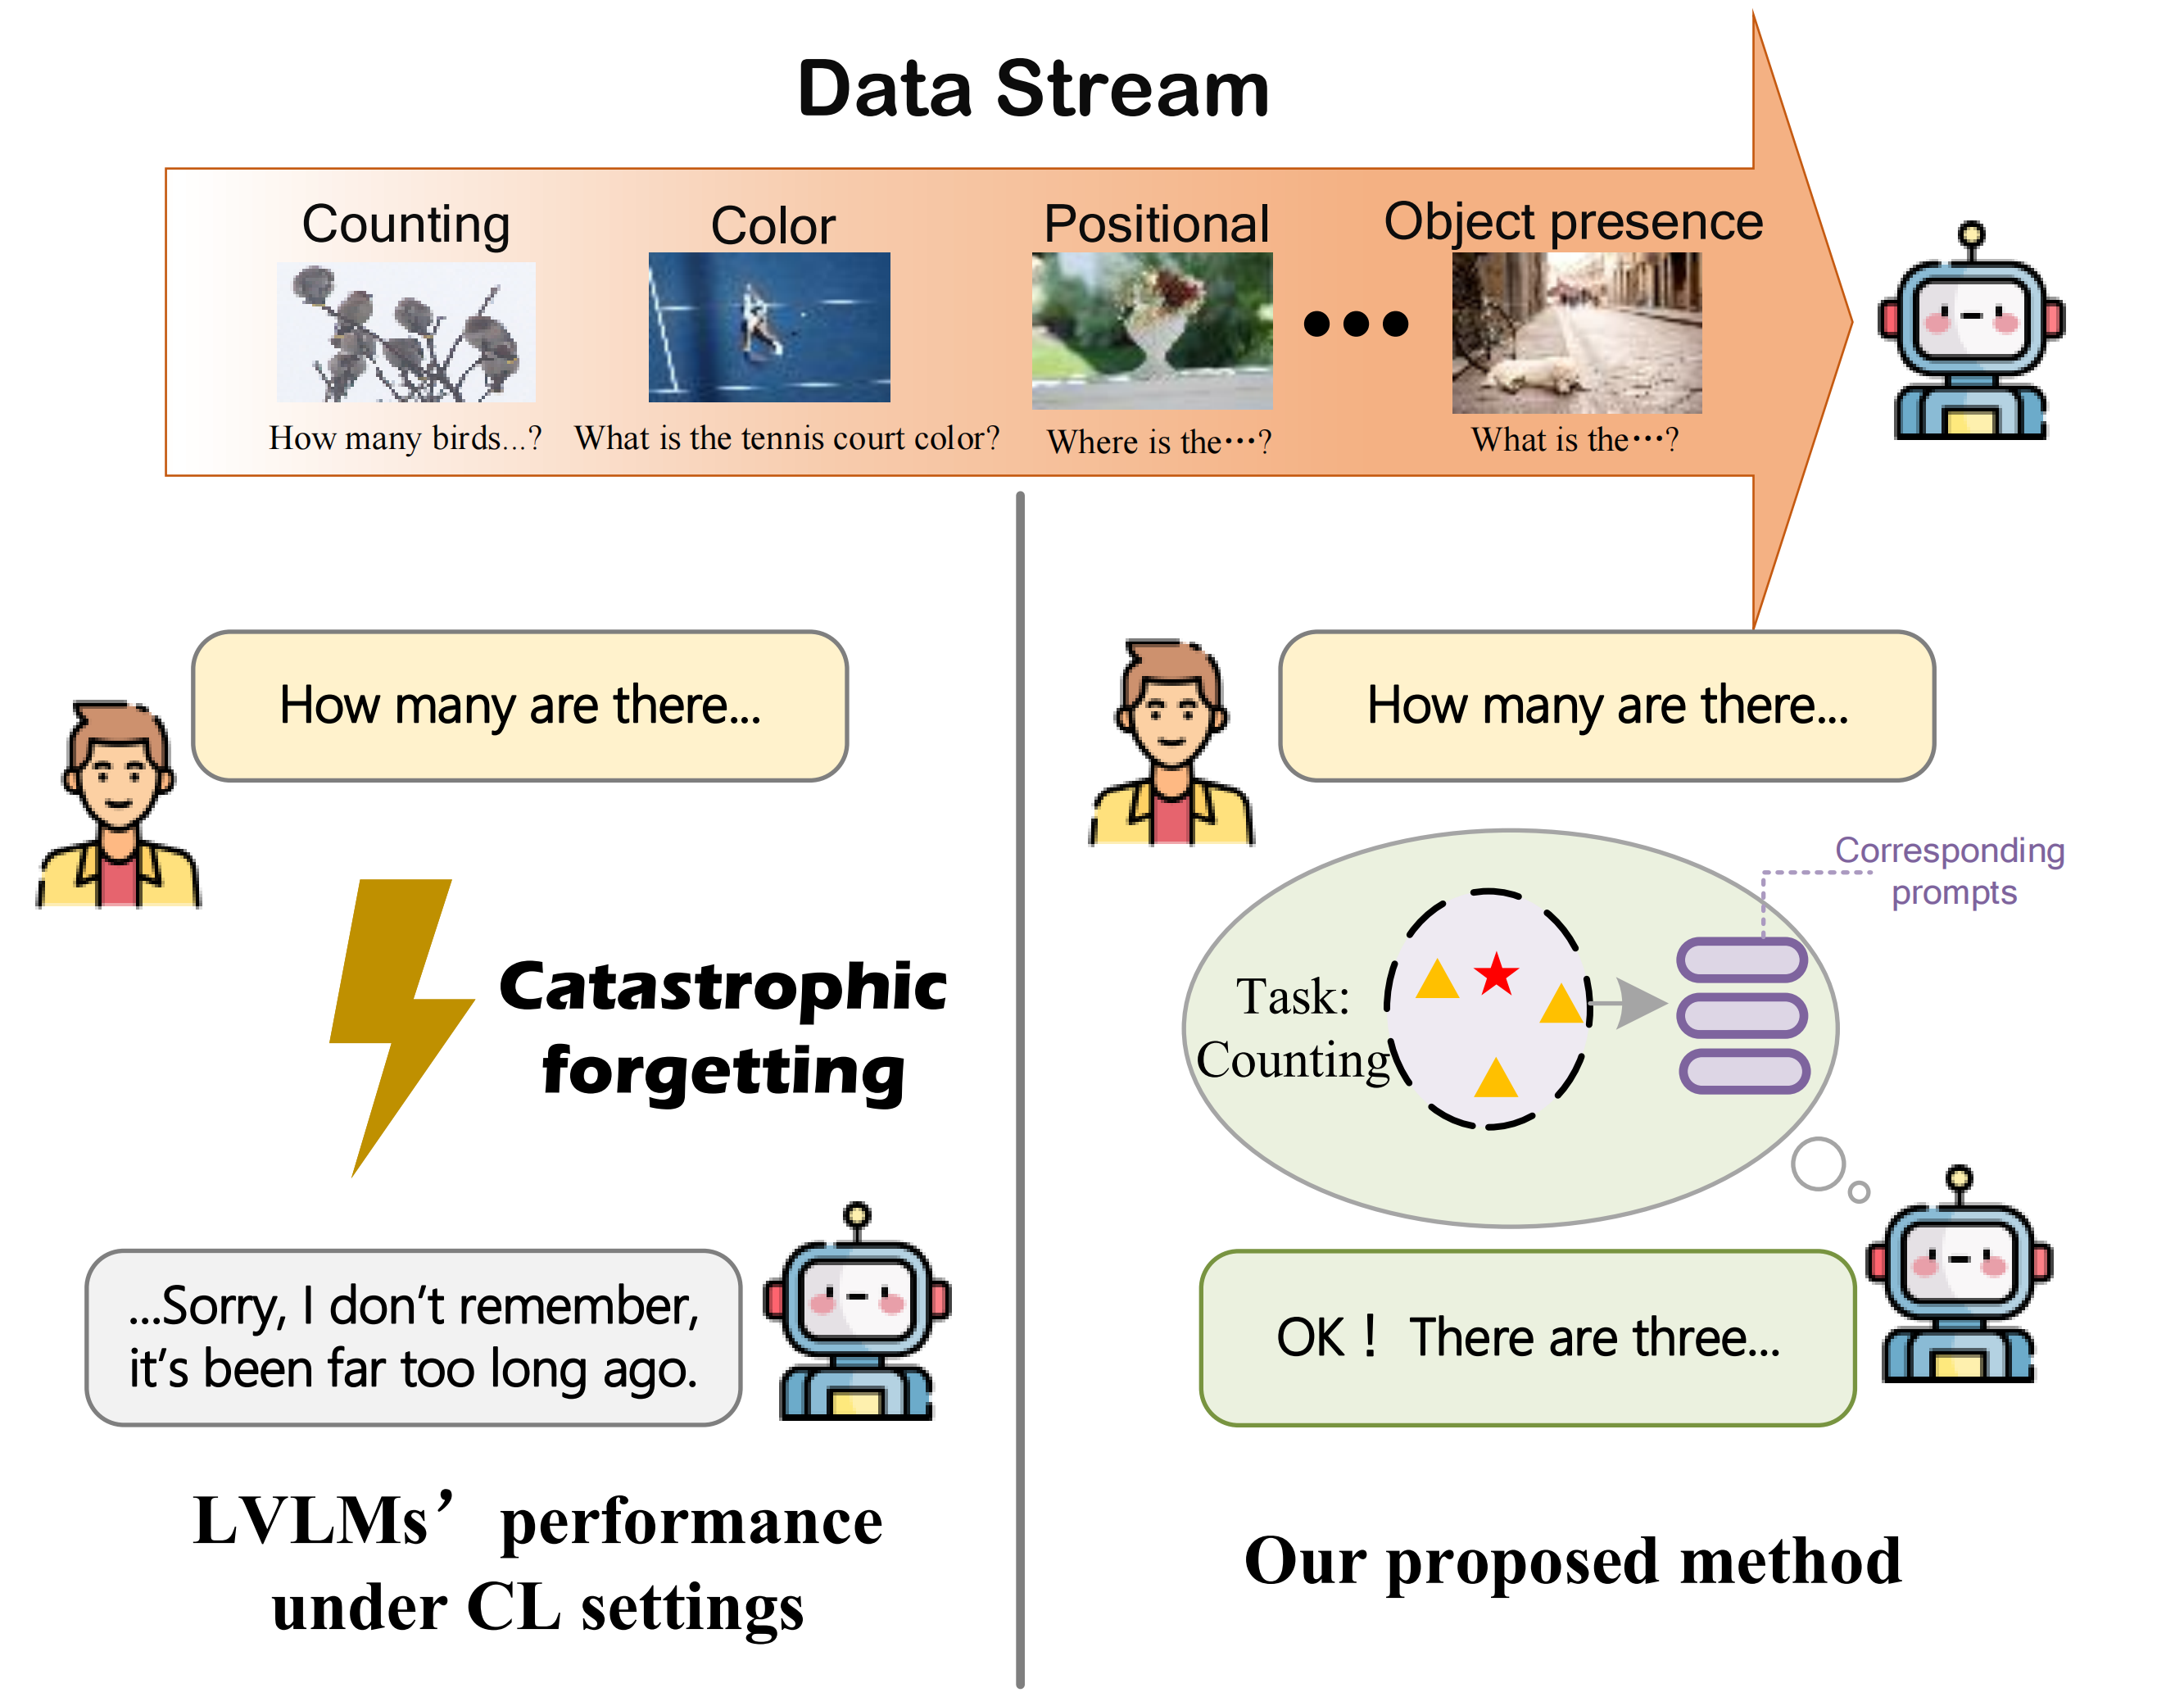 Data Stream
Counting
Color
Positional
Object presence
How many birds...?
What is the tennis court color?
Where is the···?
What is the···?
How many are there...
Catastrophic
forgetting
...Sorry, I don't remember,
it's been far too long ago.
LVLMs’ performance
under CL settings
How many are there...
Corresponding
prompts
Task:
Counting
OK！ There are three...
Our proposed method